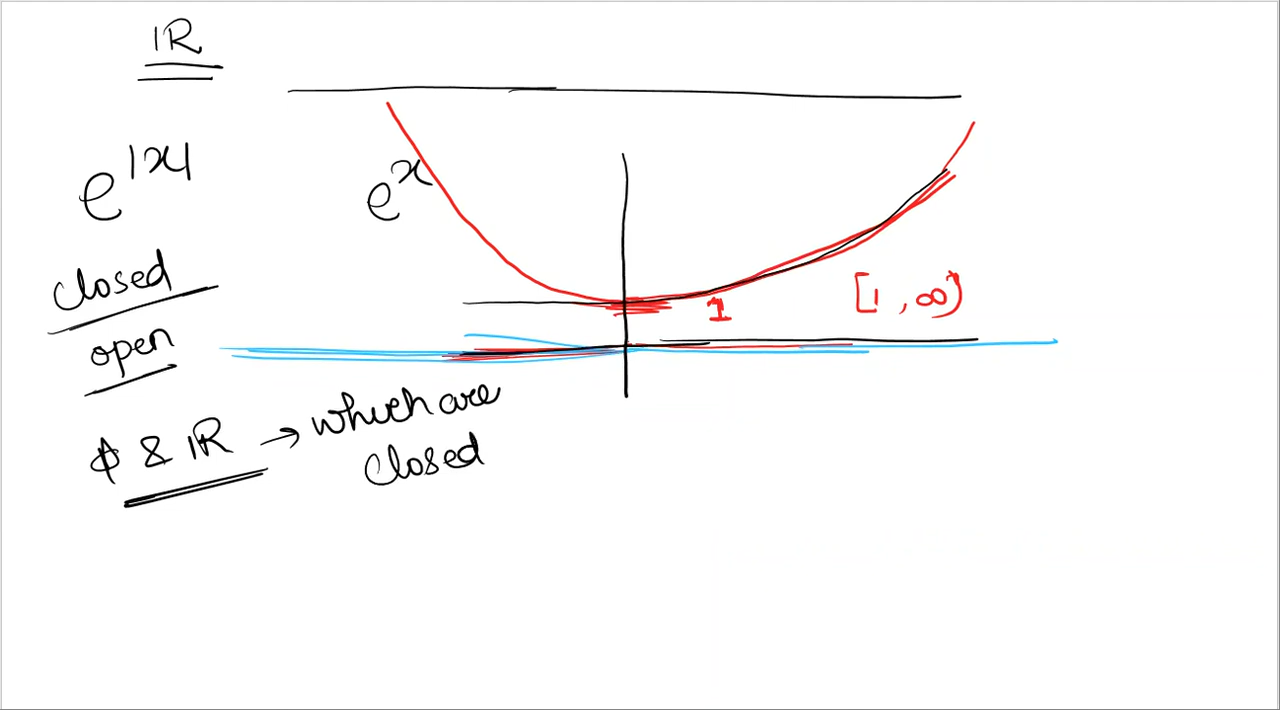 ℝ
e^|x|
e^x
closed
1
[1, ∞)
open
ϕ & ℝ → which are
closed